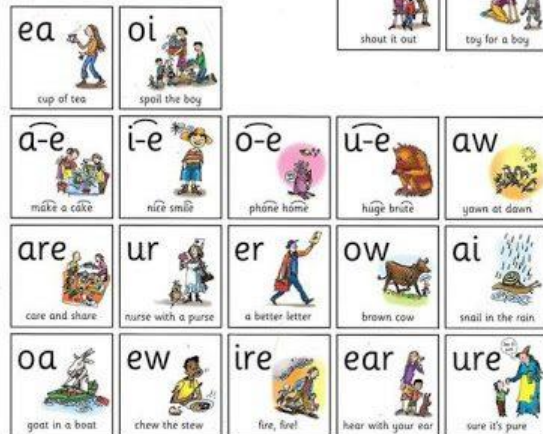 shout it out
toy for a boy
ea
oi
cup of tea
spoil the boy
a-e
i-e
o-e
u-e
aw
make a cake
nice smile
phone home
huge brute
yawn at dawn
are
ur
er
ow
ai
care and share
nurse with a purse
a better letter
brown cow
snail in the rain
oa
ew
ire
ear
ure
goat in a boat
chew the stew
fire, fire!
hear with your ear
sure it's pure